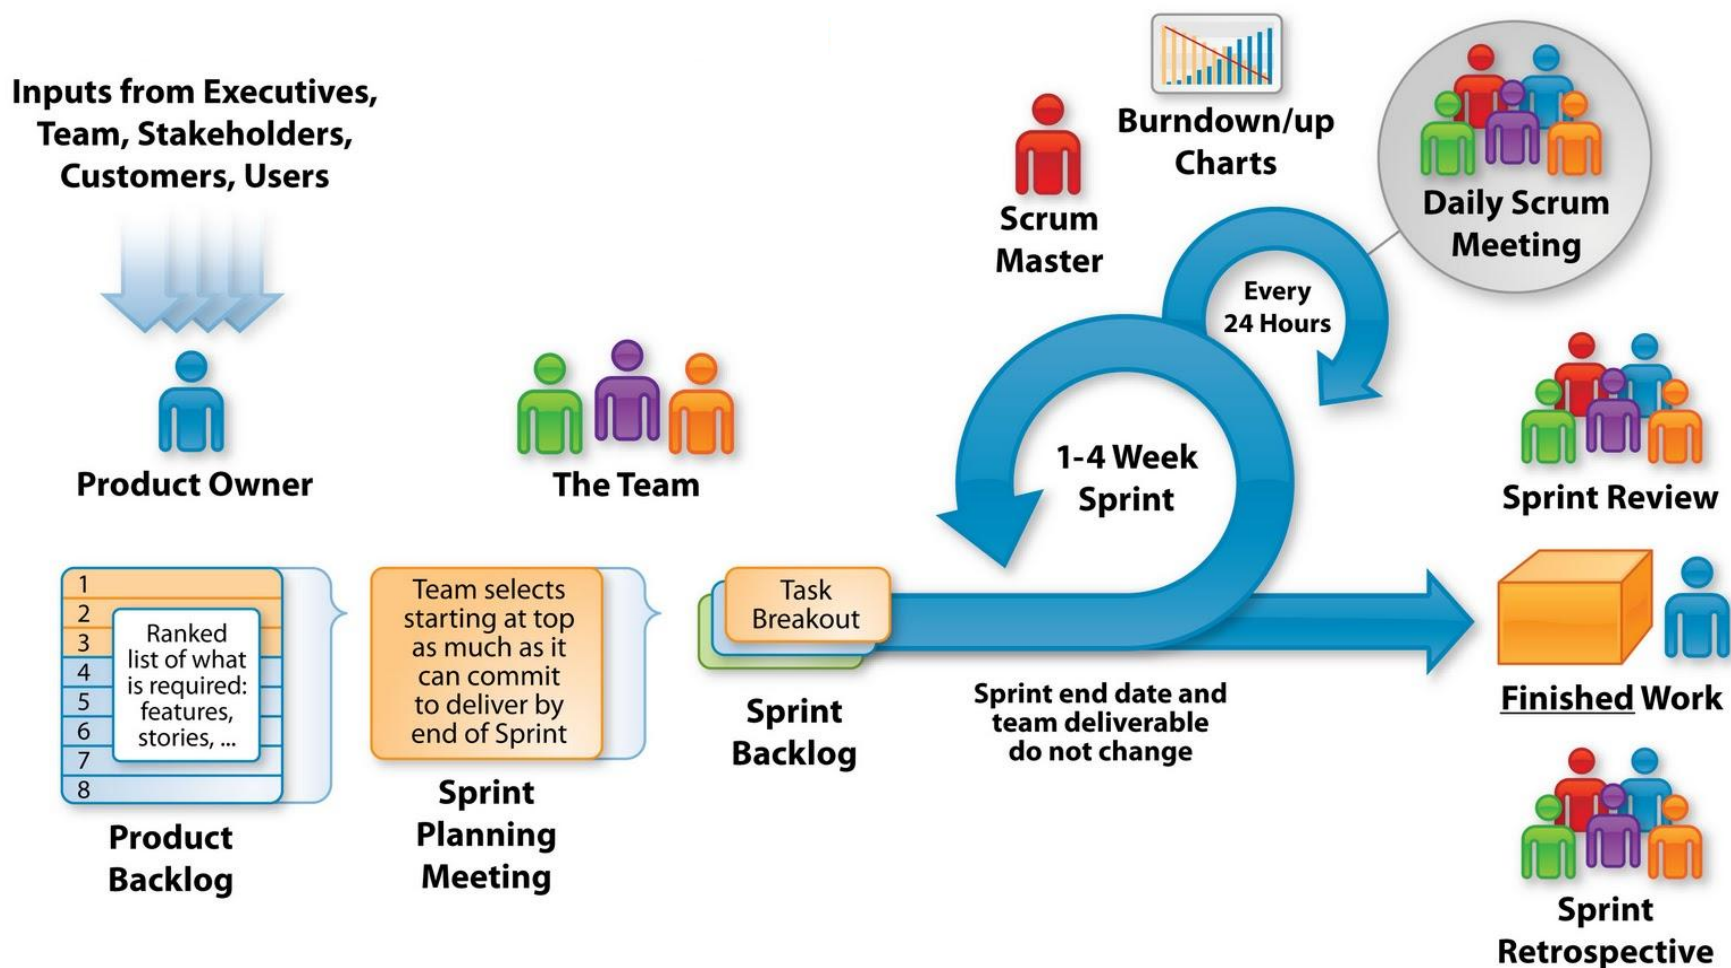 Inputs from Executives,
Team, Stakeholders,
Customers, Users
Product Owner
The Team
Scrum
Master
Burndown/up
Charts
Daily Scrum
Meeting
Every
24 Hours
1-4 Week
Sprint
Sprint Review
1
2
3
4
5
6
7
8
Ranked
list of what
is required:
features,
stories, ...
Product
Backlog
Team selects
starting at top
as much as it
can commit
to deliver by
end of Sprint
Sprint
Planning
Meeting
Task
Breakout
Sprint
Backlog
Sprint end date and
team deliverable
do not change
Finished Work
Sprint
Retrospective